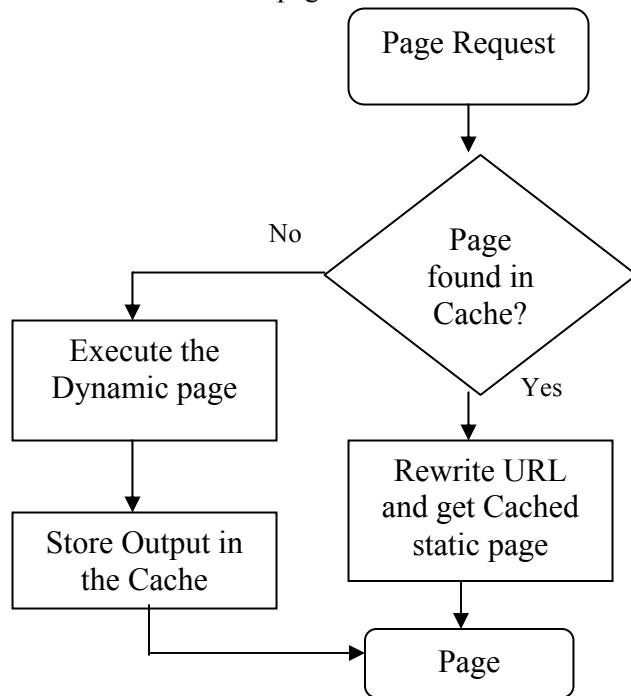 Page Request
No
Page
found in
Cache?
Execute the
Dynamic page
Yes
Rewrite URL
and get Cached
static page
Store Output in
the Cache
Page